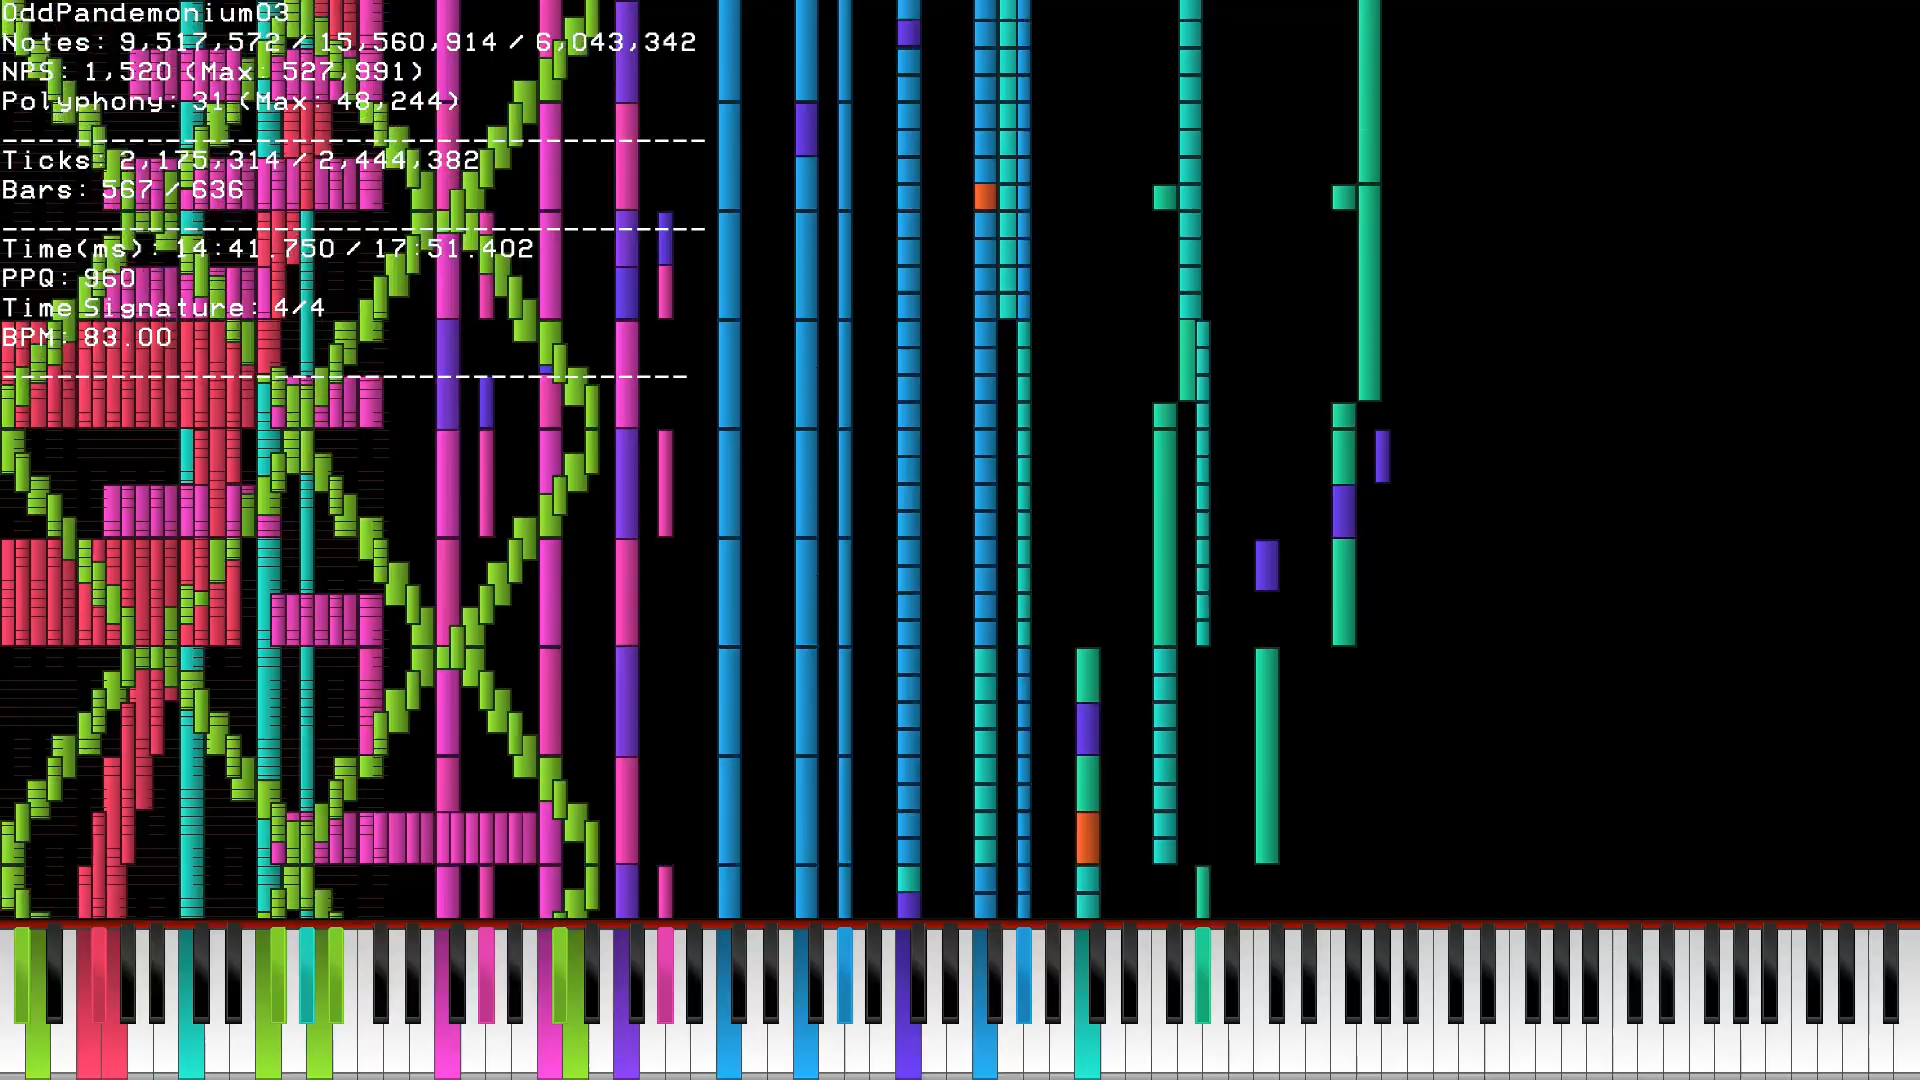 OddPandemonium03
Notes: 9,517,572 / 15,560,914 / 6,043,342
NPS: 1,520 (Max: 527,991)
Polyphony: 31 (Max: 48,244)
Ticks: 2,175,314 / 2,444,382
Bars: 567 / 636
Time(ms): 14:41.750 / 17:51.402
PPQ: 960
Time Signature: 4/4
BPM: 83.00